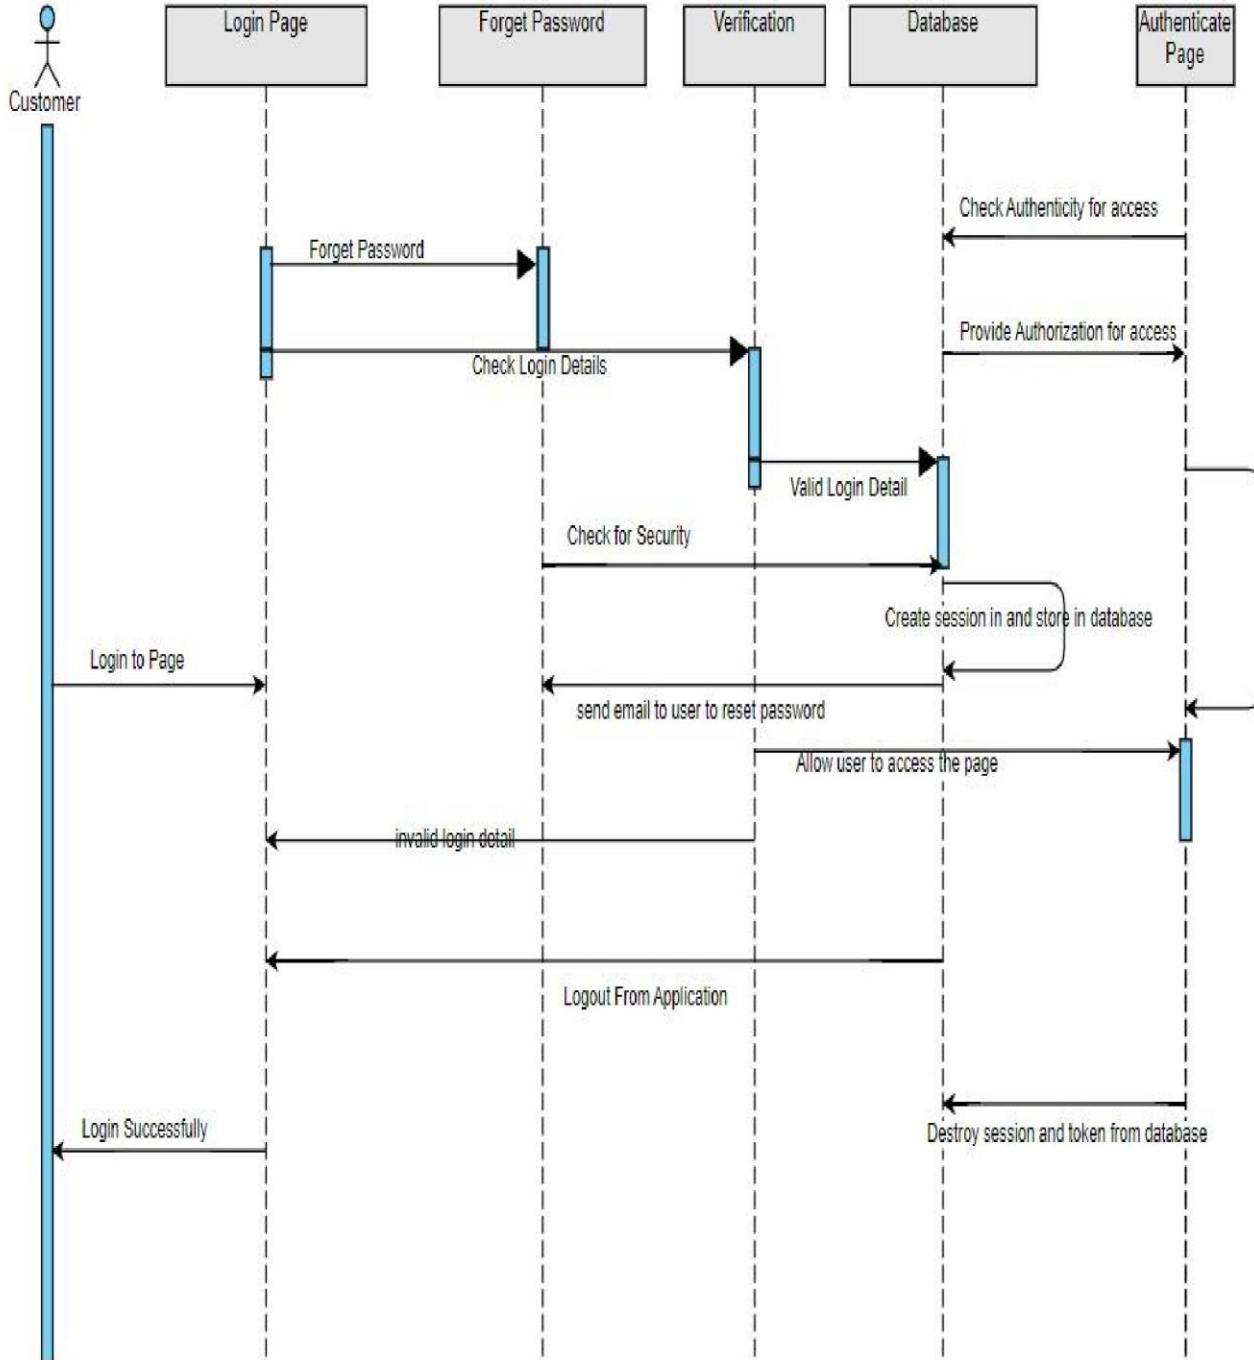 Login Page
Forget Password
Verification
Database
Authenticate
Page
Customer
Check Authenticity for access
Forget Password
Provide Authorization for access
Check Login Details
Valid Login Detail
Check for Security
Create session in and store in database
Login to Page
send email to user to reset password
Allow user to access the page
invalid login detail
Logout From Application
Login Successfully
Destroy session and token from database